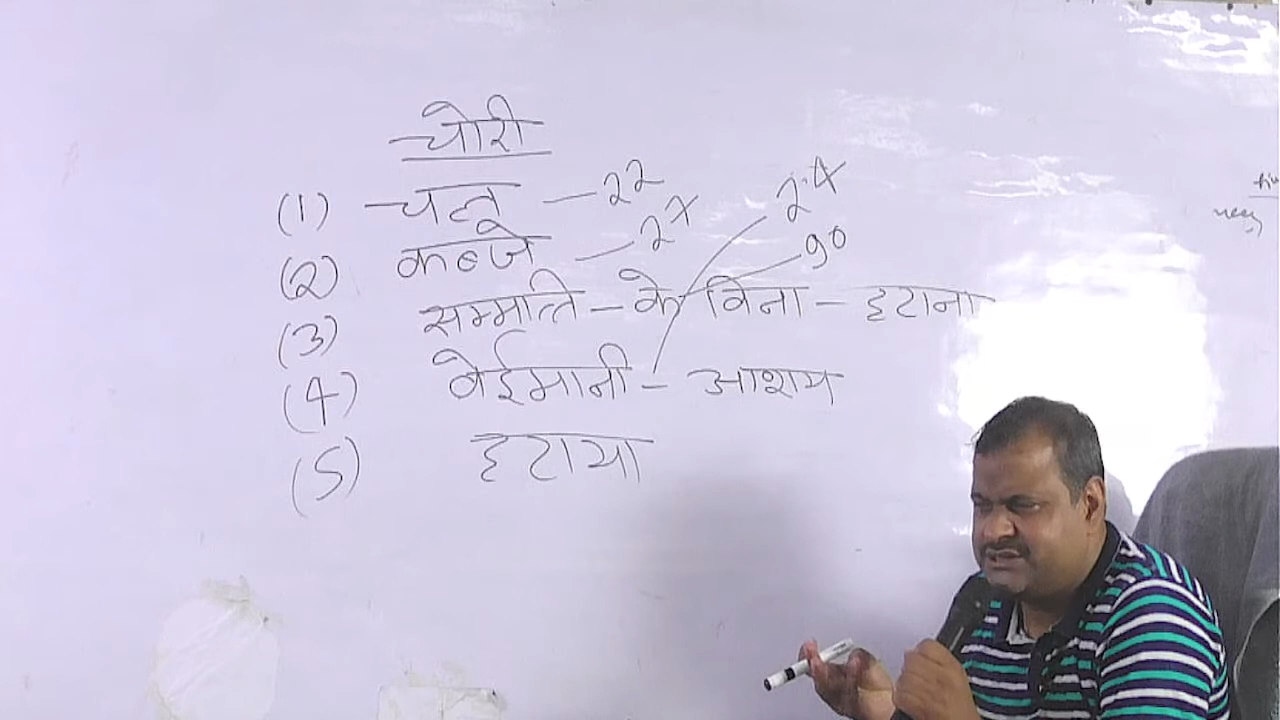 चोरी
(1) चल — 22
(2) कब्जे — 27
(3) सम्मति – के बिना – हटाना 90
(4) बेईमानी – आशय 24
(5) हटाया